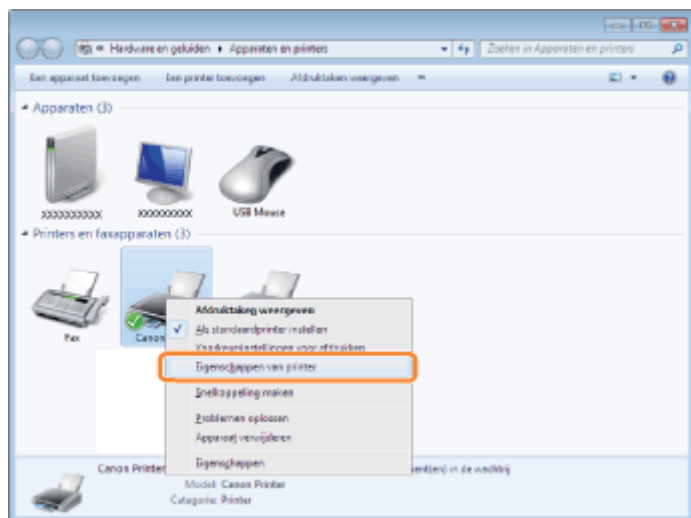 « Hardware en geluiden ▸ Apparaten en printers
Zoeken in Apparaten en printers
Een apparaat toevoegen Een printer toevoegen Afdruktaken weergeven »
Apparaten (3)
XXXXXXXXXX XXXXXXXXX USB Mouse
Printers en faxapparaten (3)
Fax Canon
Afdruktaken weergeven
Als standaardprinter instellen
Voorkeursinstellingen voor afdrukken
Eigenschappen van printer
Snelkoppeling maken
Problemen oplossen
Apparaat verwijderen
Eigenschappen
Canon Printer
ment(en) in de wachtrij
Model: Canon Printer
Categorie: Printer